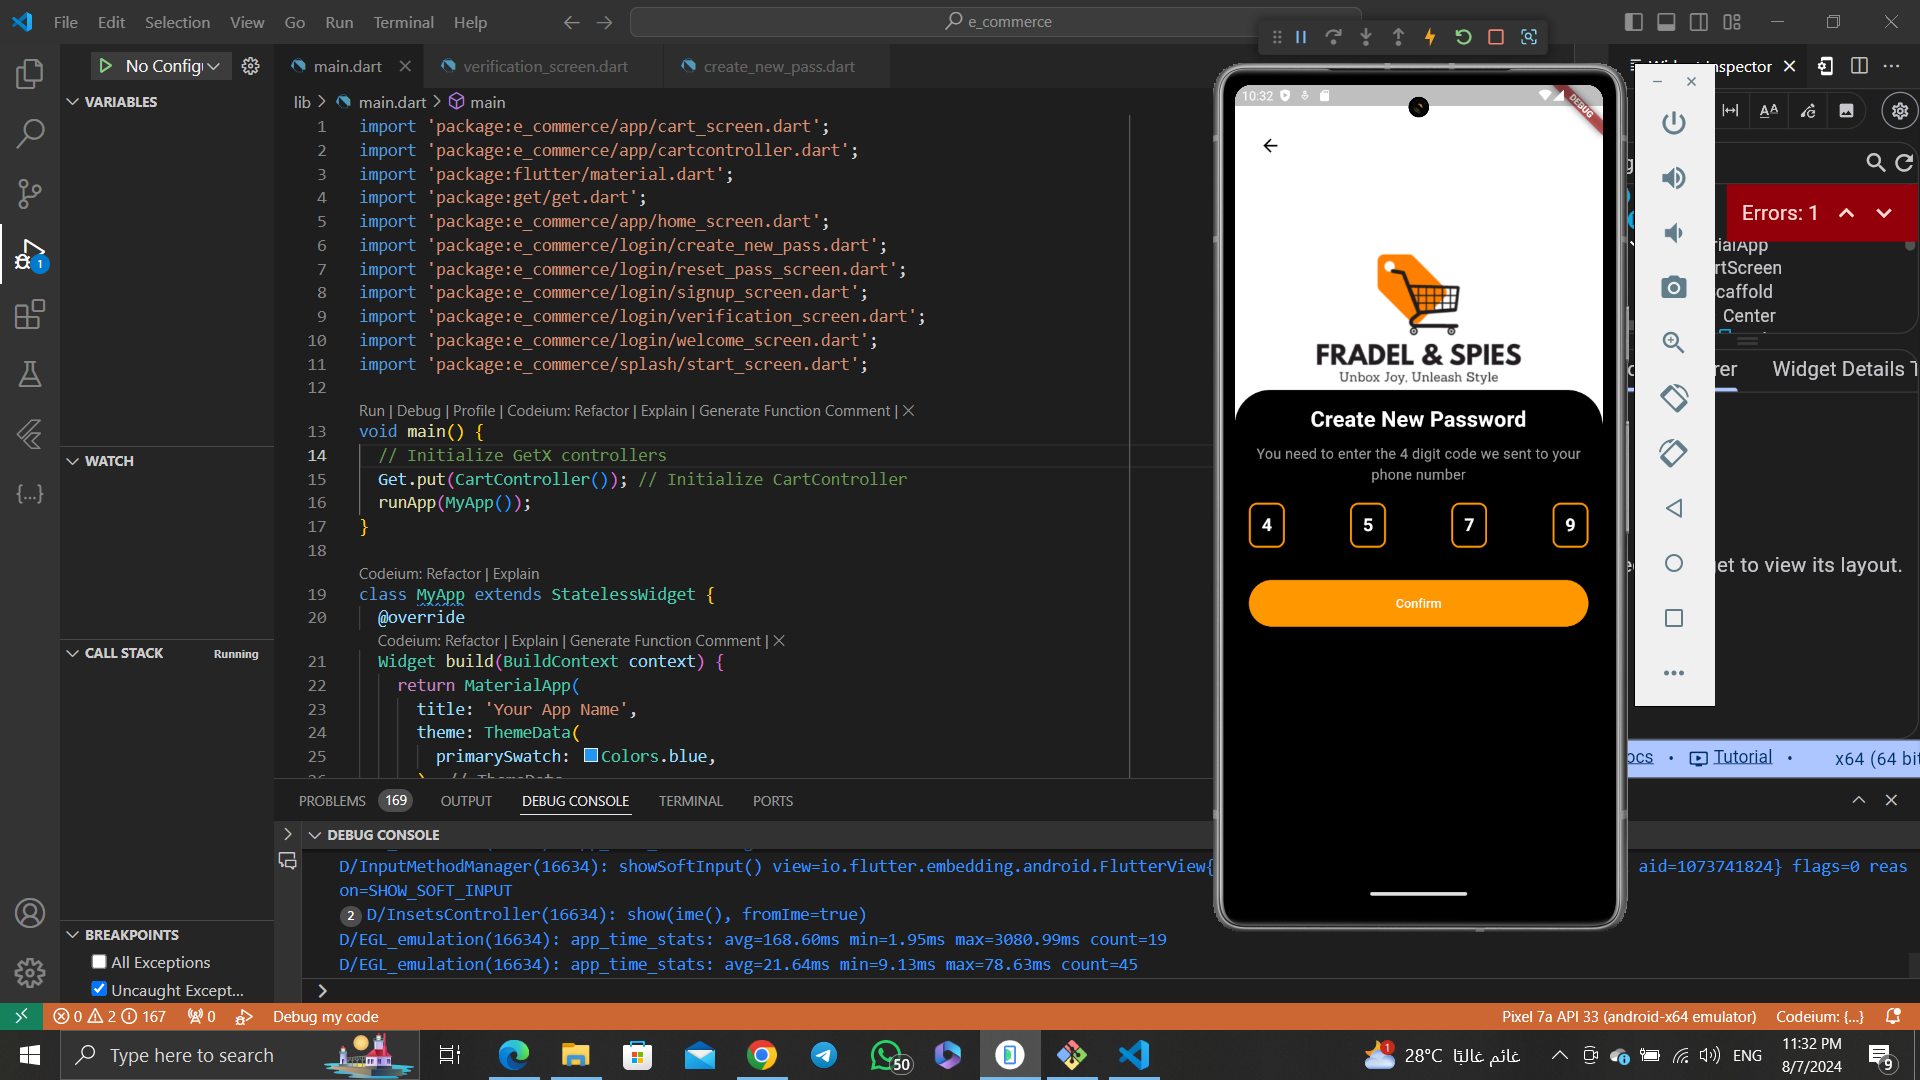 File Edit Selection View Go Run Terminal Help
e_commerce
No Config
main.dart
verification_screen.dart
create_new_pass.dart
Inspector
VARIABLES
lib > main.dart > main
1 import 'package:e_commerce/app/cart_screen.dart';
2 import 'package:e_commerce/app/cartcontroller.dart';
3 import 'package:flutter/material.dart';
4 import 'package:get/get.dart';
5 import 'package:e_commerce/app/home_screen.dart';
6 import 'package:e_commerce/login/create_new_pass.dart';
7 import 'package:e_commerce/login/reset_pass_screen.dart';
8 import 'package:e_commerce/login/signup_screen.dart';
9 import 'package:e_commerce/login/verification_screen.dart';
10 import 'package:e_commerce/login/welcome_screen.dart';
11 import 'package:e_commerce/splash/start_screen.dart';
12
Run | Debug | Profile | Codeium: Refactor | Explain | Generate Function Comment | ×
13 void main() {
14 // Initialize GetX controllers
15 Get.put(CartController()); // Initialize CartController
16 runApp(MyApp());
17 }
18
Codeium: Refactor | Explain
19 class MyApp extends StatelessWidget {
20 @override
Codeium: Refactor | Explain | Generate Function Comment | ×
21 Widget build(BuildContext context) {
22 return MaterialApp(
23 title: 'Your App Name',
24 theme: ThemeData(
25 primarySwatch: Colors.blue,
WATCH
CALL STACK
Running
BREAKPOINTS
All Exceptions
Uncaught Except...
1
10:32
DEBUG
FRADEL & SPIES
Unbox Joy, Unleash Style
Create New Password
You need to enter the 4 digit code we sent to your
phone number
4 5 7 9
Confirm
Errors: 1
rialApp
rtScreen
caffold
Center
rer
Widget Details T
et to view its layout.
ocs • Tutorial • x64 (64 bit
PROBLEMS 169 OUTPUT DEBUG CONSOLE TERMINAL PORTS
DEBUG CONSOLE
D/InputMethodManager(16634): showSoftInput() view=io.flutter.embedding.android.FlutterView{ aid=1073741824} flags=0 reas
on=SHOW_SOFT_INPUT
2 D/InsetsController(16634): show(ime(), fromIme=true)
D/EGL_emulation(16634): app_time_stats: avg=168.60ms min=1.95ms max=3080.99ms count=19
D/EGL_emulation(16634): app_time_stats: avg=21.64ms min=9.13ms max=78.63ms count=45
0 2 167 0 Debug my code
Pixel 7a API 33 (android-x64 emulator) Codeium: {...}
Type here to search
50
1
28°C غائم غالبًا
ENG
11:32 PM
8/7/2024
9